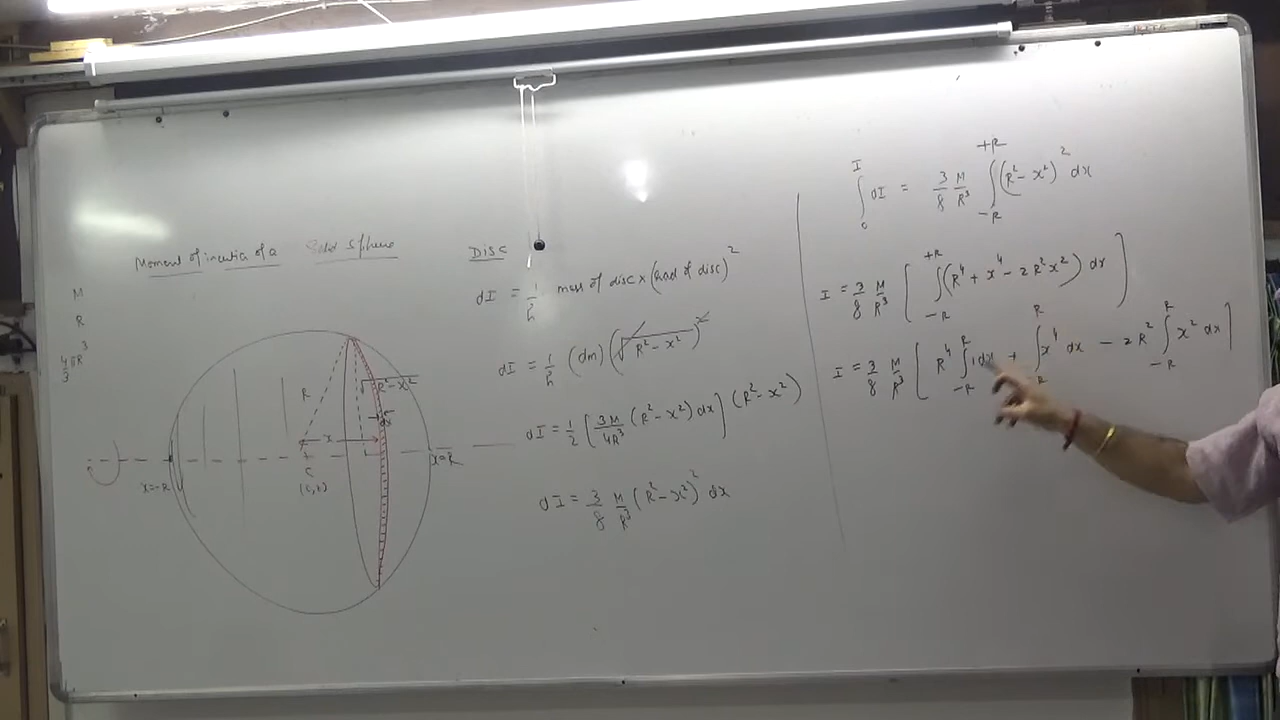 Moment of inertia of a Solid Sphere
M
R
4/3 πR³
R
√R²-x²
dx
x
C
(0,0)
x=-R
x=R
DISC
dI = 1/2 mass of disc x (Rad of disc)²
dI = 1/2 (dm) (√R²-x²)²
dI = 1/2 [3M/4R³ (R²-x²) dx] (R²-x²)
dI = 3/8 M/R³ (R²-x²)² dx
∫₀ᴵ dI = 3/8 M/R³ ∫₋R⁺ᴿ (R²-x²)² dx
I = 3/8 M/R³ [∫₋R⁺ᴿ (R⁴ + x⁴ - 2R²x²) dx]
I = 3/8 M/R³ [R⁴ ∫₋Rᴿ 1 dx + ∫ᴿ x⁴ dx - 2R² ∫₋Rᴿ x² dx]